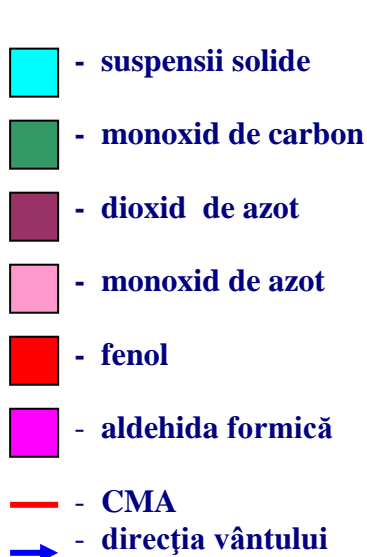 - suspensii solide
- monoxid de carbon
- dioxid de azot
- monoxid de azot
- fenol
- aldehida formică
- CMA
- direcţia vântului